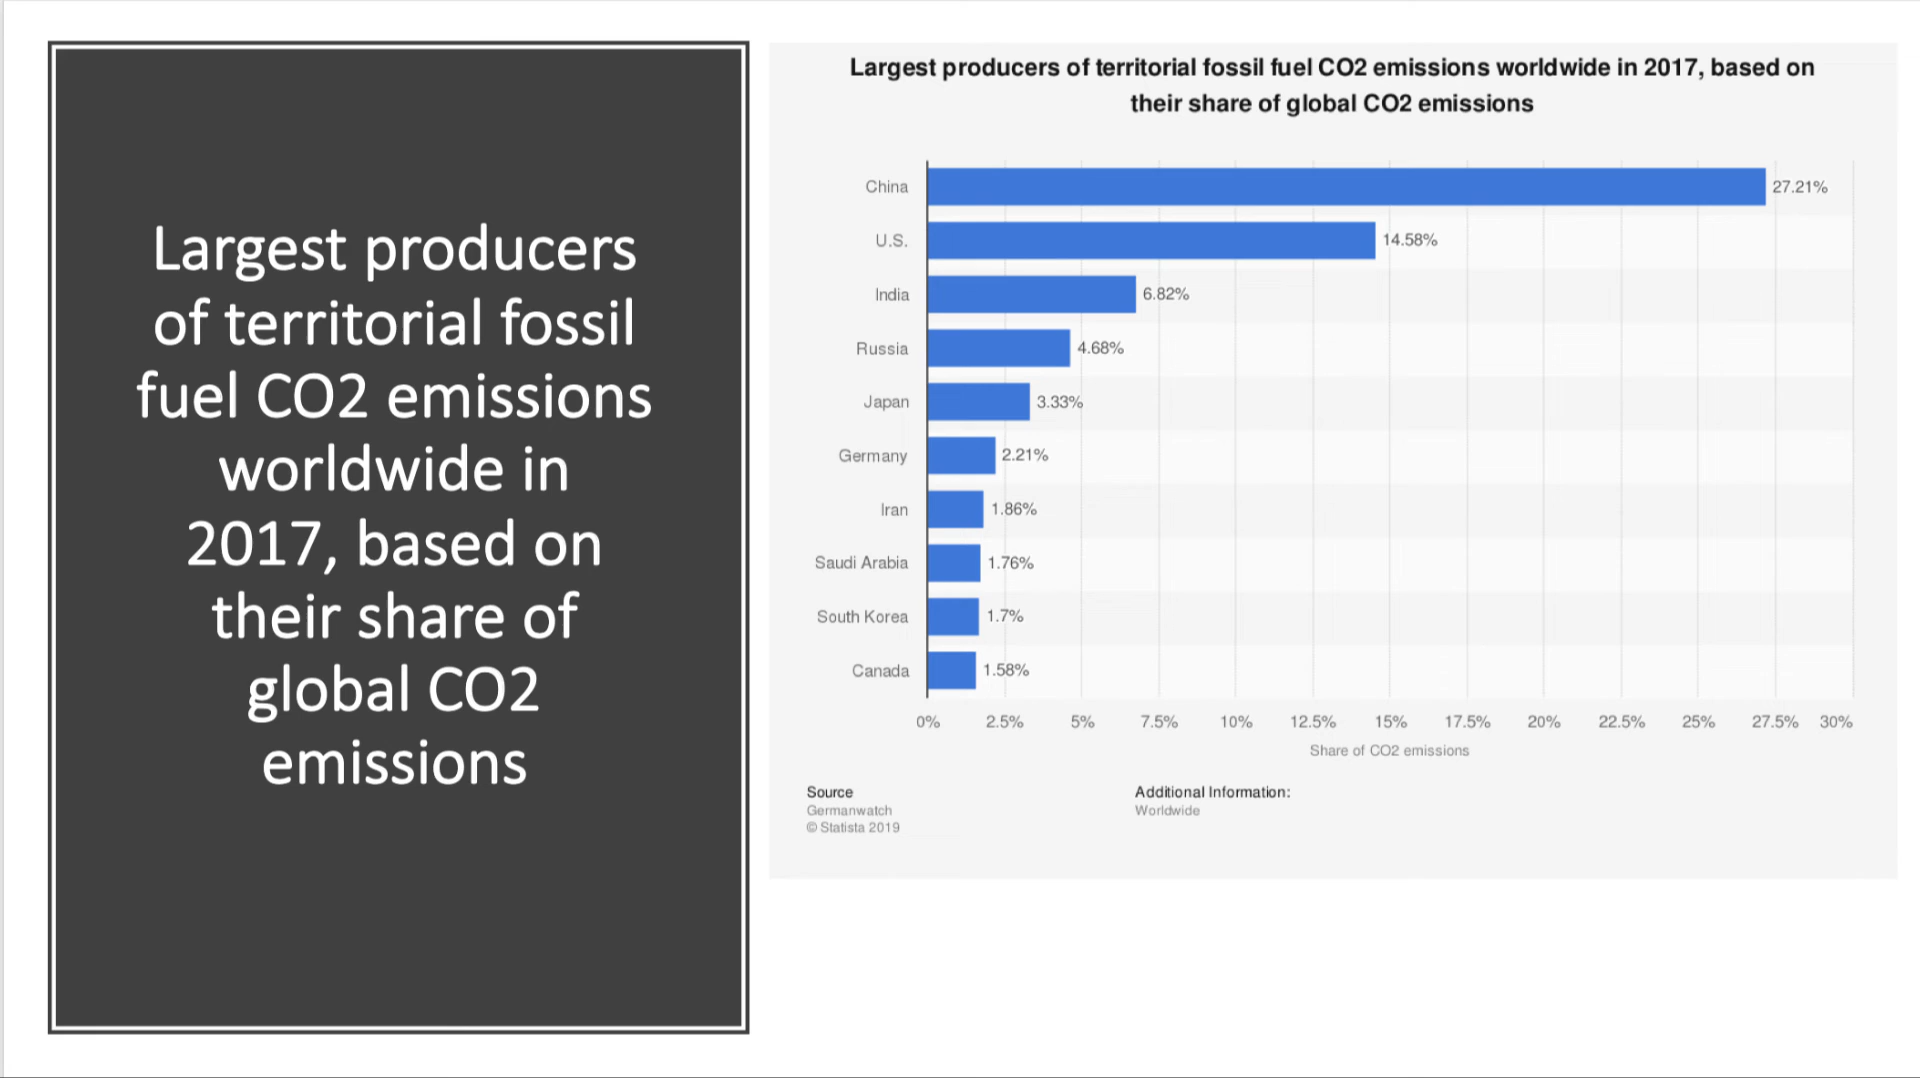 Largest producers
of territorial fossil
fuel CO2 emissions
worldwide in
2017, based on
their share of
global CO2
emissions
Largest producers of territorial fossil fuel CO2 emissions worldwide in 2017, based on
their share of global CO2 emissions
China 27.21%
U.S. 14.58%
India 6.82%
Russia 4.68%
Japan 3.33%
Germany 2.21%
Iran 1.86%
Saudi Arabia 1.76%
South Korea 1.7%
Canada 1.58%
0% 2.5% 5% 7.5% 10% 12.5% 15% 17.5% 20% 22.5% 25% 27.5% 30%
Share of CO2 emissions
Source
Germanwatch
© Statista 2019
Additional Information:
Worldwide